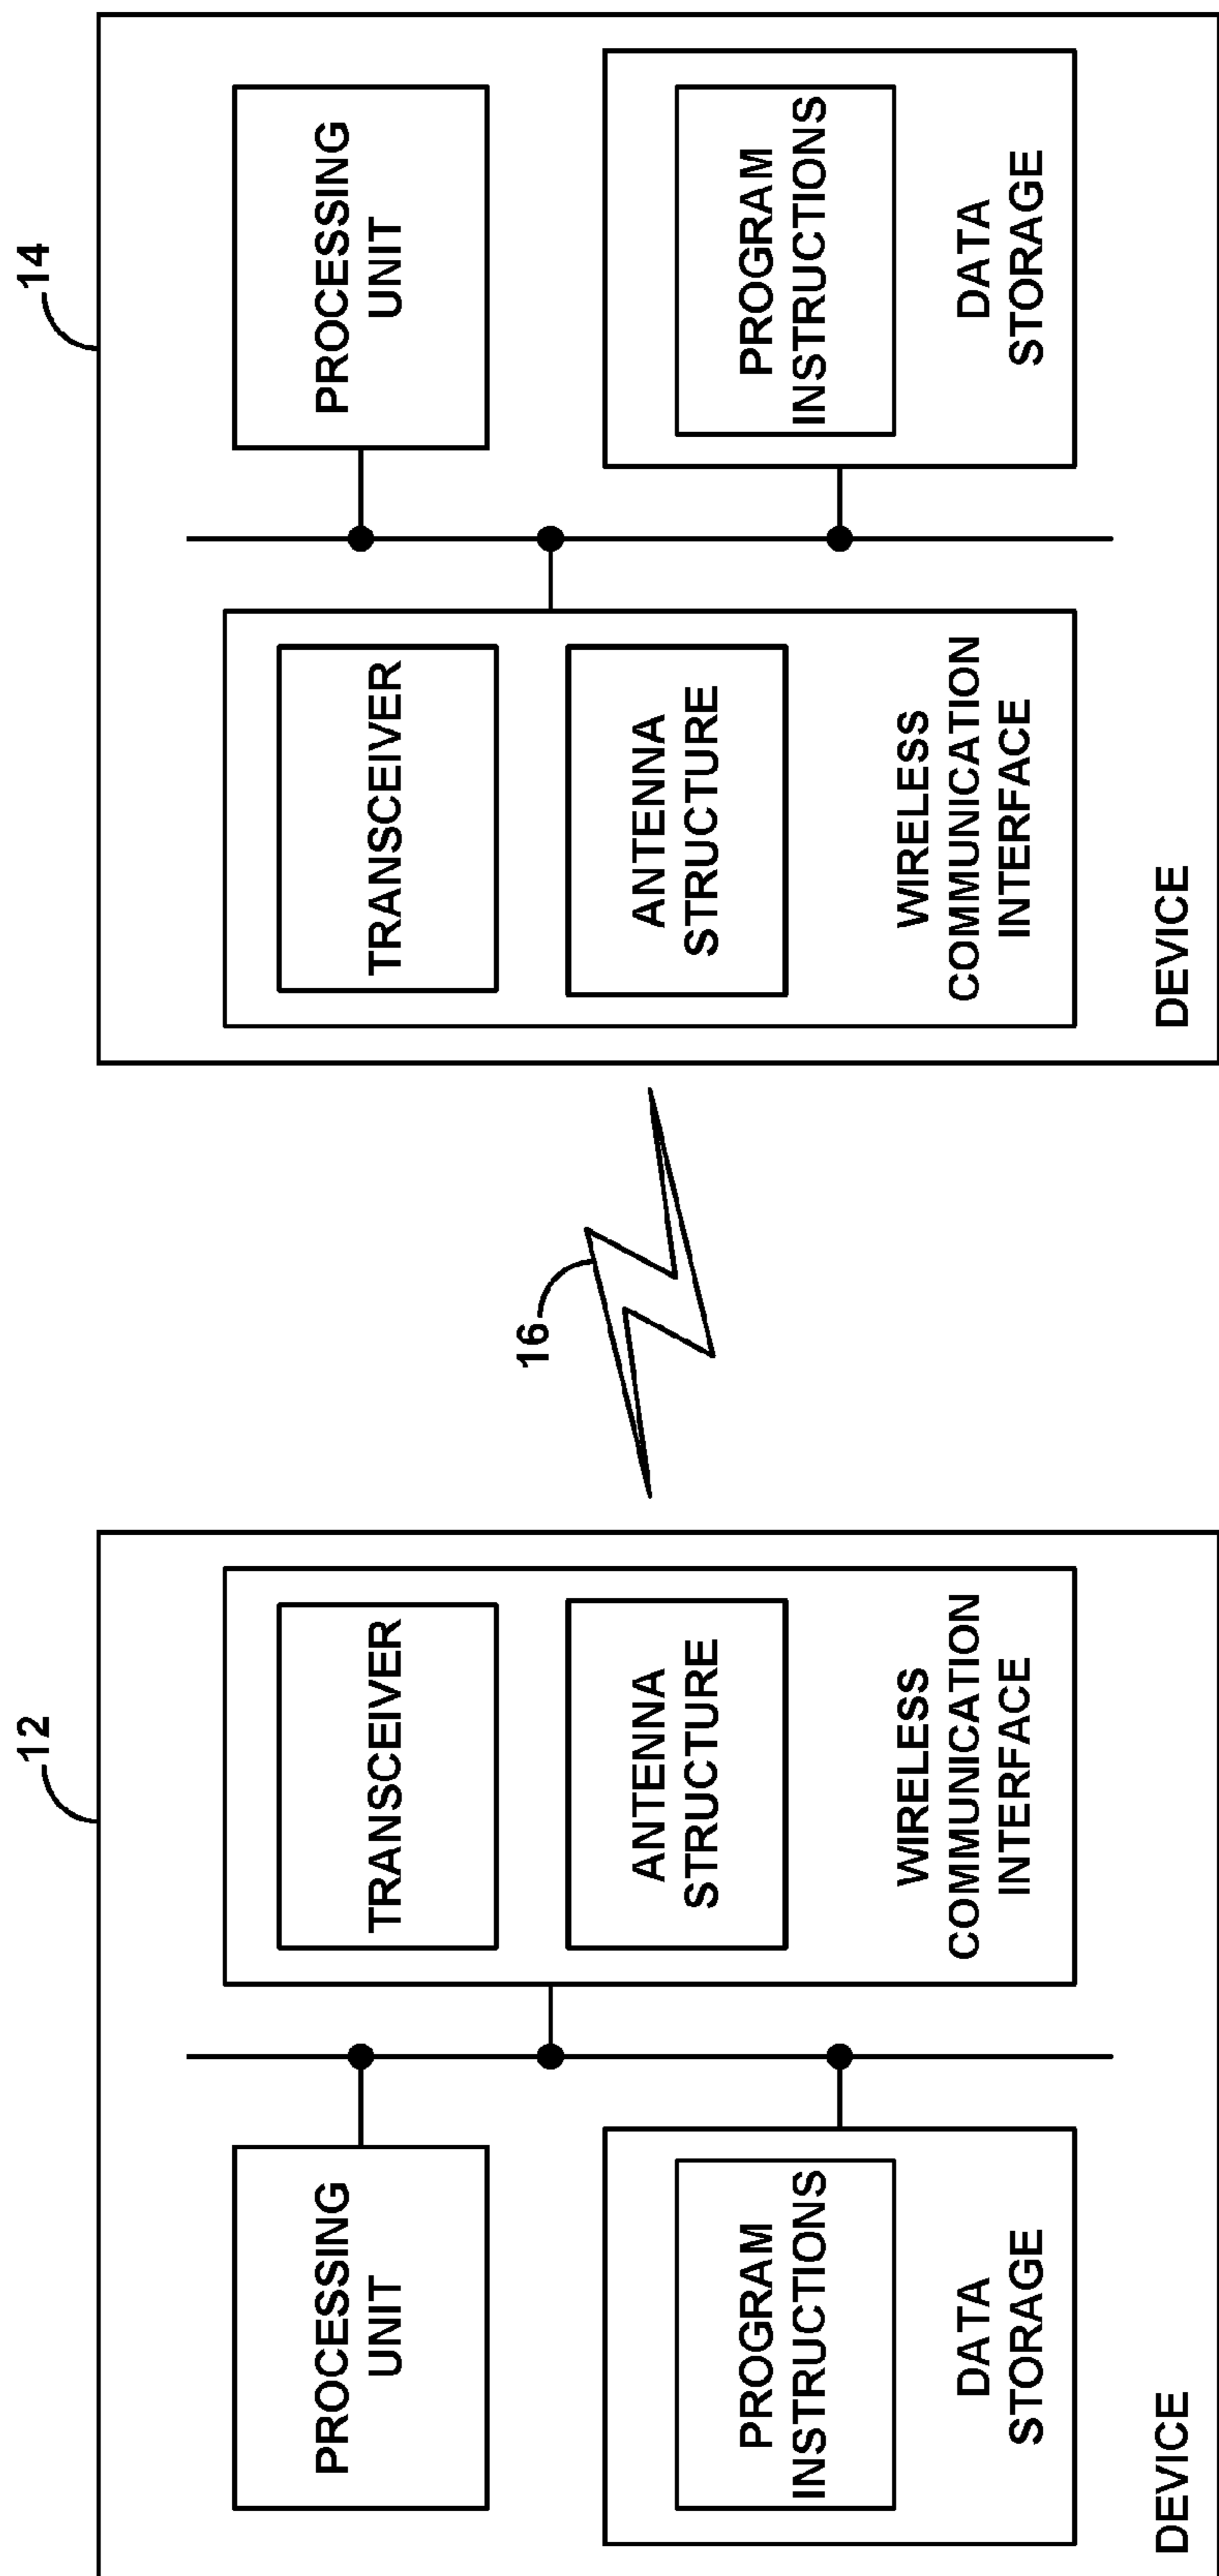 12
PROCESSING
UNIT
PROGRAM
INSTRUCTIONS
DATA
STORAGE
TRANSCEIVER
ANTENNA
STRUCTURE
WIRELESS
COMMUNICATION
INTERFACE
DEVICE
16
14
TRANSCEIVER
ANTENNA
STRUCTURE
WIRELESS
COMMUNICATION
INTERFACE
PROCESSING
UNIT
PROGRAM
INSTRUCTIONS
DATA
STORAGE
DEVICE